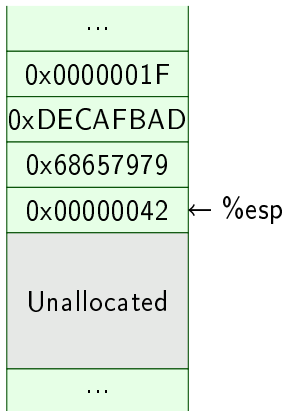 ...
0x0000001F
0xDECAFBAD
0x68657979
0x00000042 ← %esp
Unallocated
...